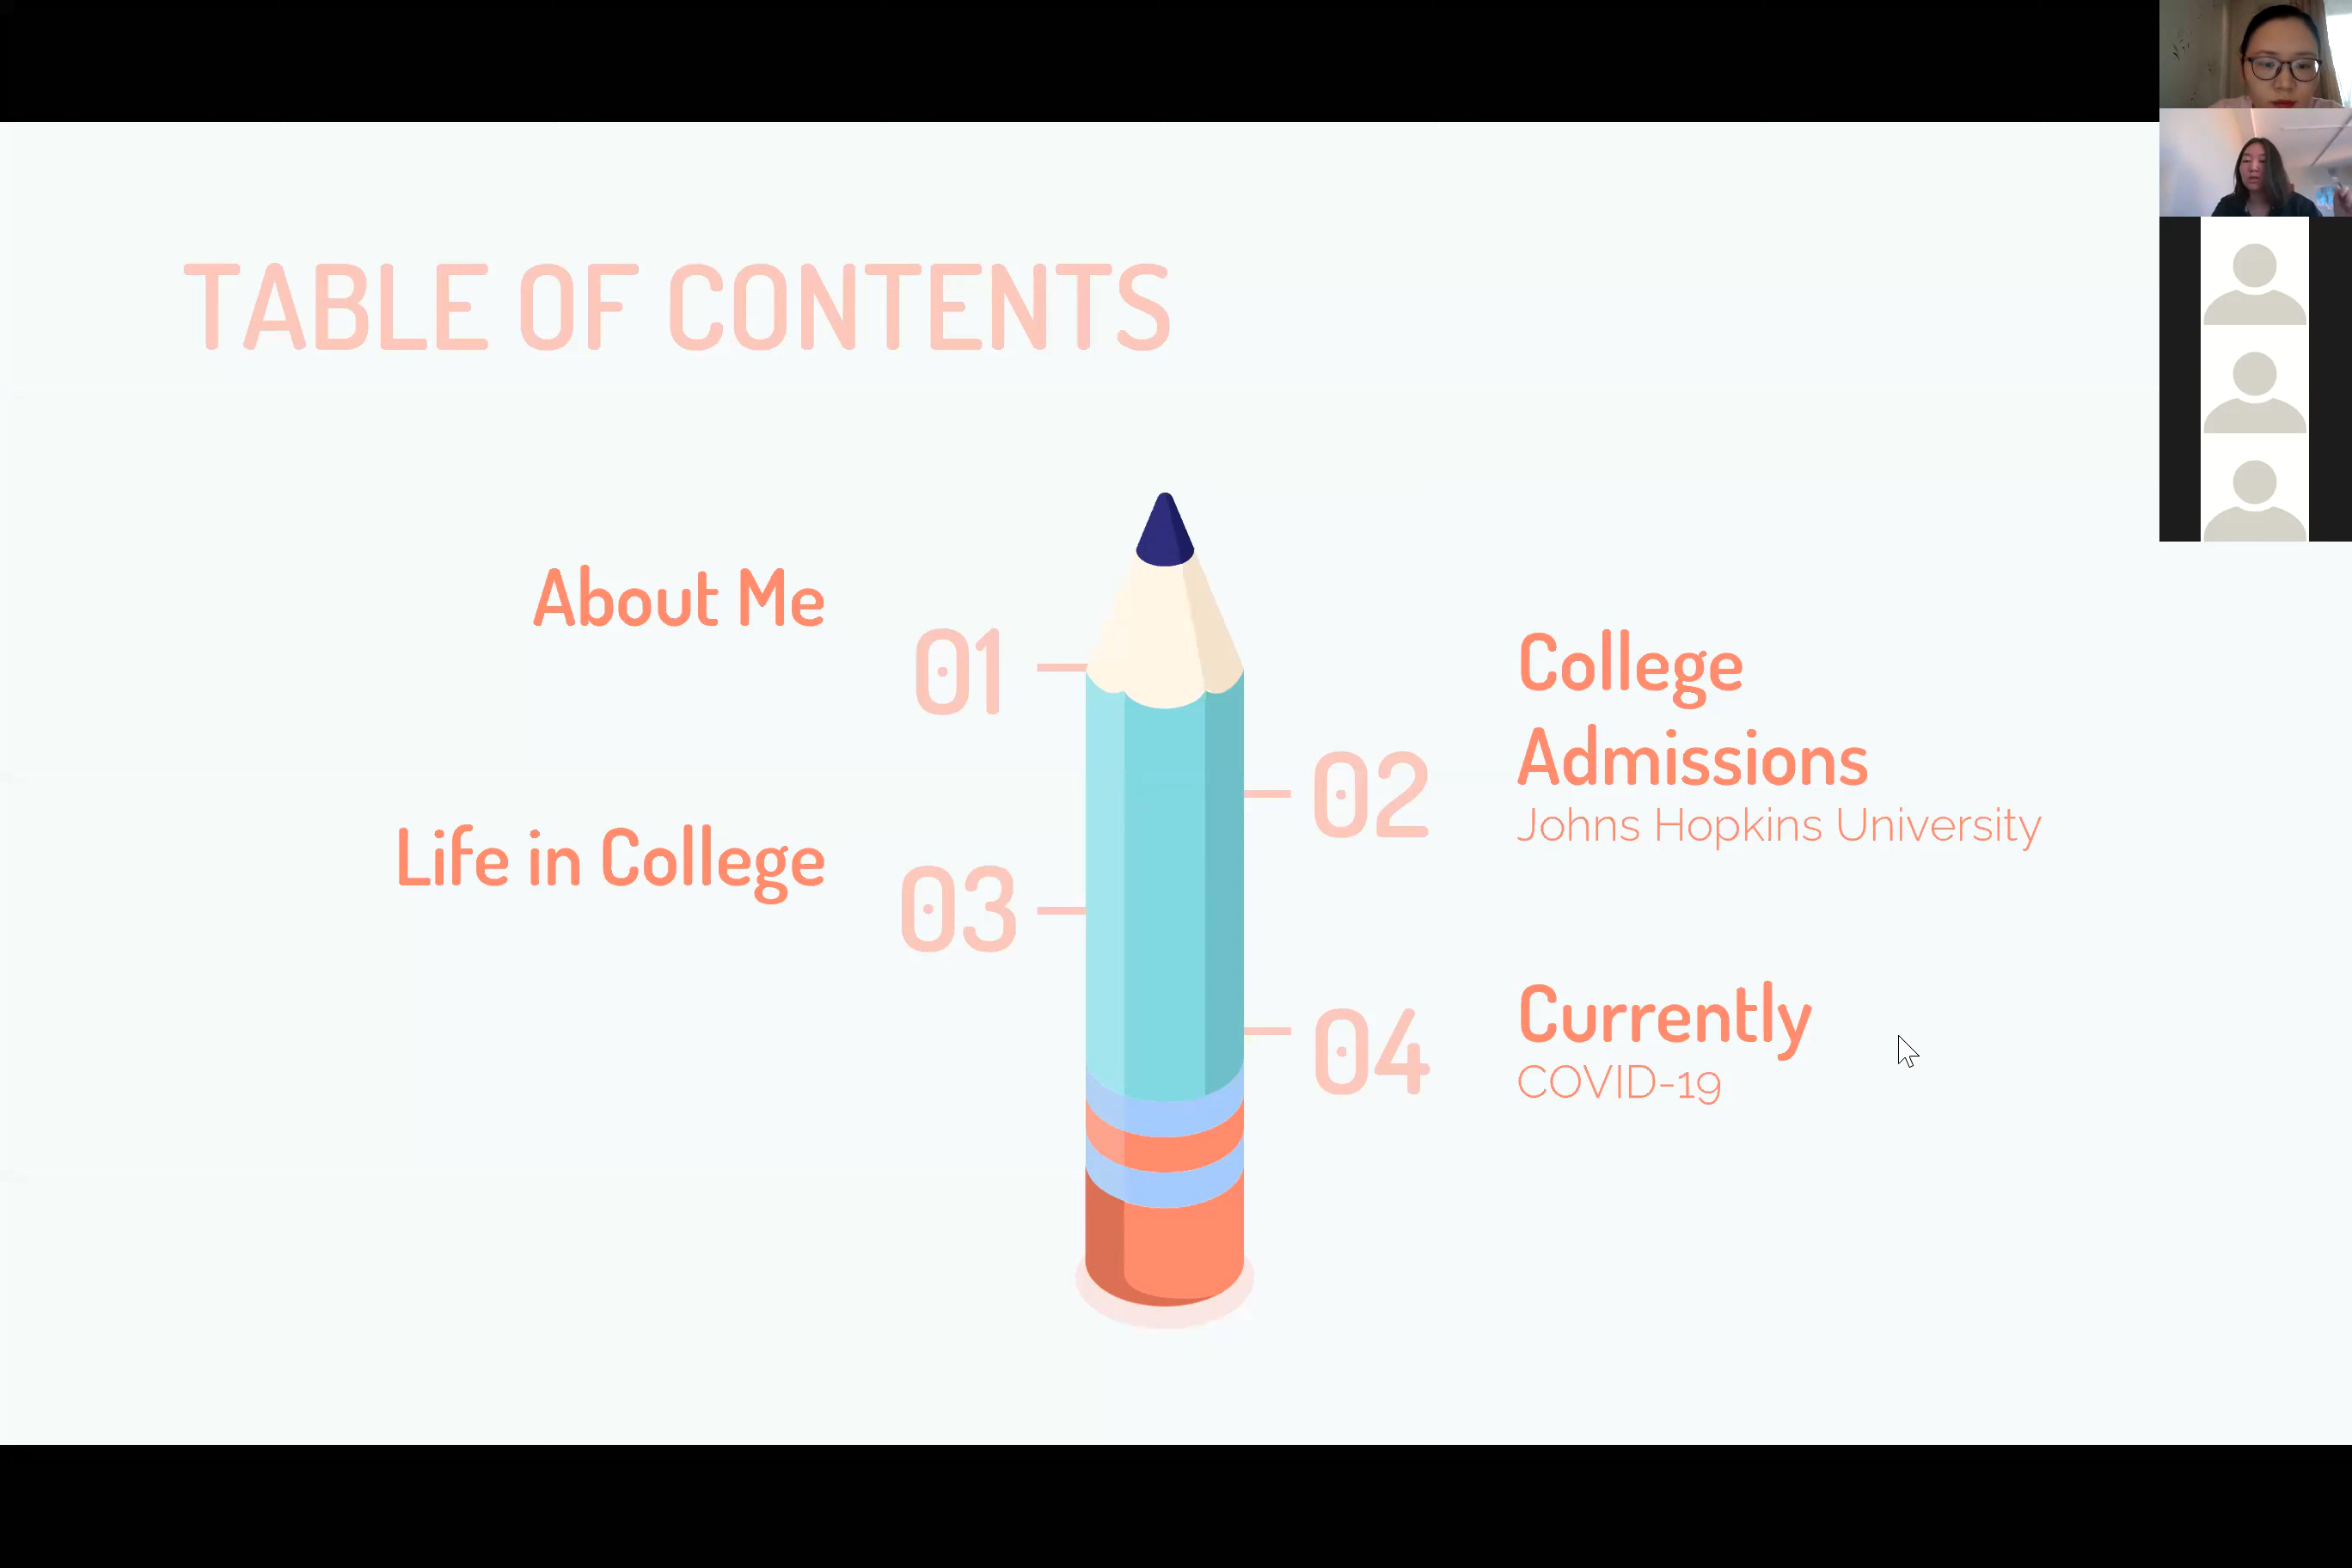 TABLE OF CONTENTS
About Me
01
College
Admissions
Johns Hopkins University
02
Life in College
03
Currently
COVID-19
04